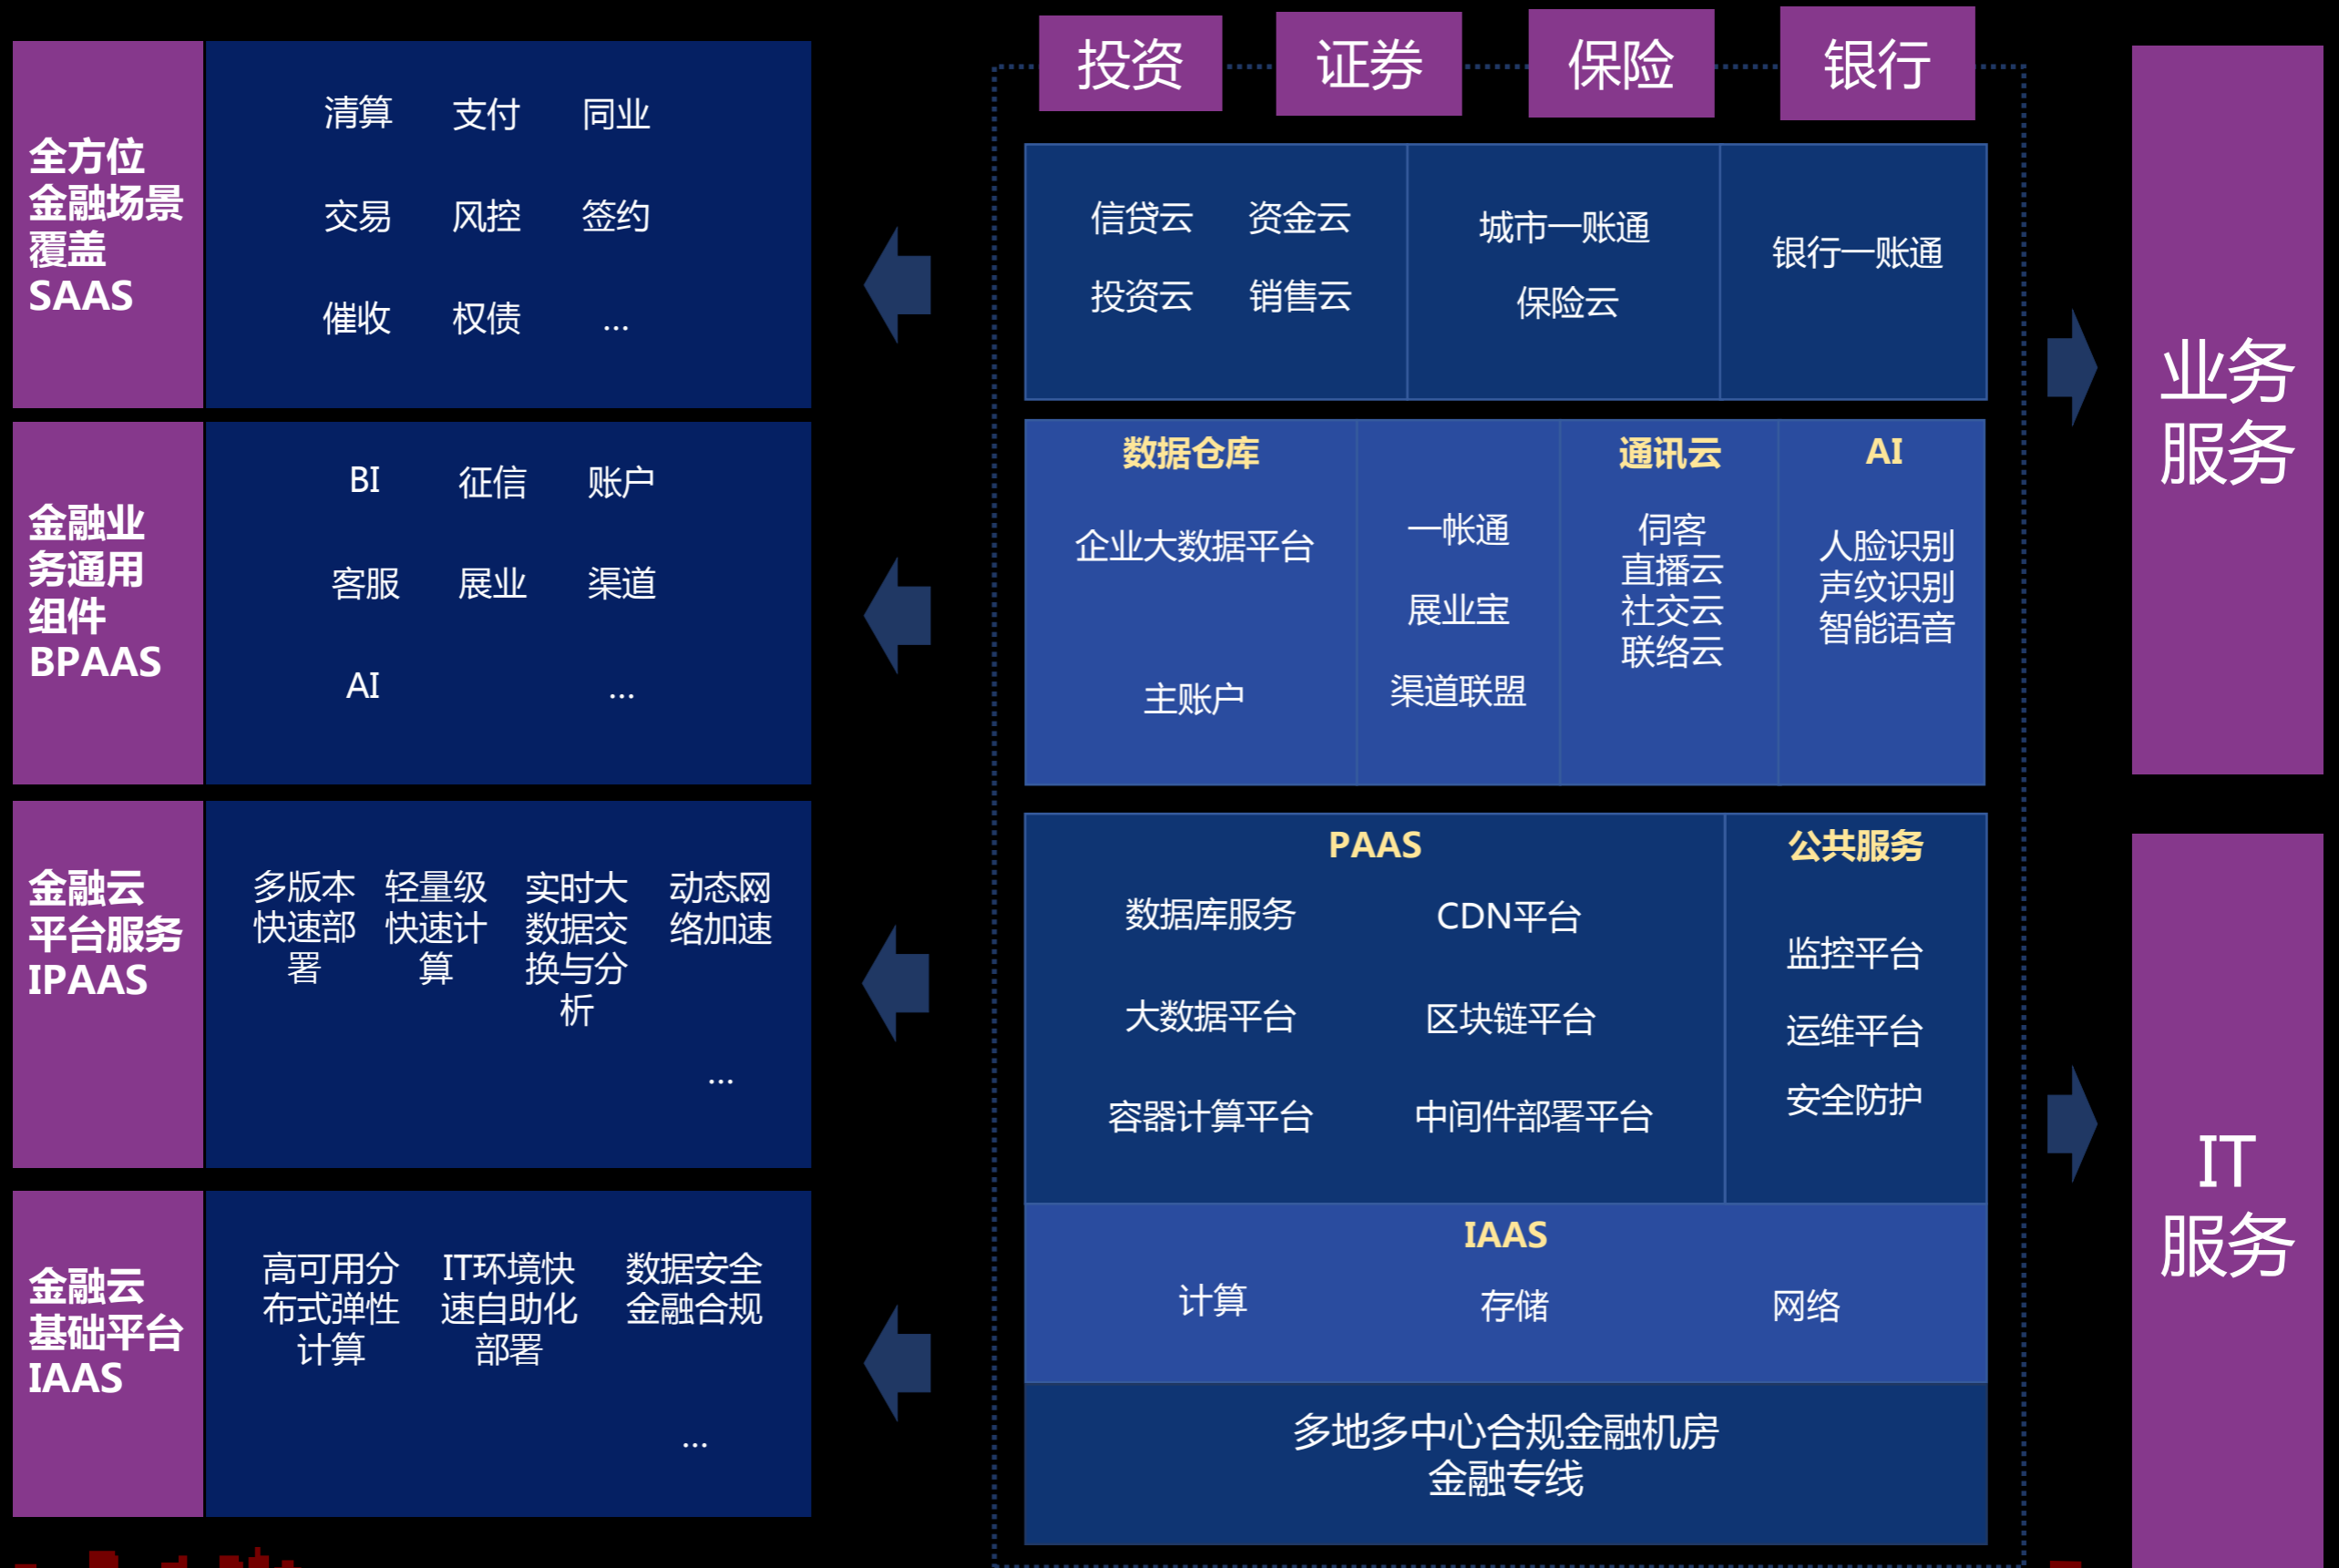 全方位
金融场景
覆盖
SAAS
清算 支付 同业
交易 风控 签约
催收 权债 ...
金融业
务通用
组件
BPAAS
BI 征信 账户
客服 展业 渠道
AI ...
金融云
平台服务
IPAAS
多版本
快速部
署
轻量级
快速计
算
实时大
数据交
换与分
析
动态网
络加速
...
金融云
基础平台
IAAS
高可用分
布式弹性
计算
IT环境快
速自助化
部署
数据安全
金融合规
...
投资 证券 保险 银行
信贷云 资金云
投资云 销售云
城市一账通
保险云
银行一账通
数据仓库
企业大数据平台
主账户
一帐通
展业宝
渠道联盟
通讯云
伺客
直播云
社交云
联络云
AI
人脸识别
声纹识别
智能语音
PAAS
数据库服务 CDN平台
大数据平台 区块链平台
容器计算平台 中间件部署平台
公共服务
监控平台
运维平台
安全防护
IAAS
计算 存储 网络
多地多中心合规金融机房
金融专线
业务
服务
IT
服务